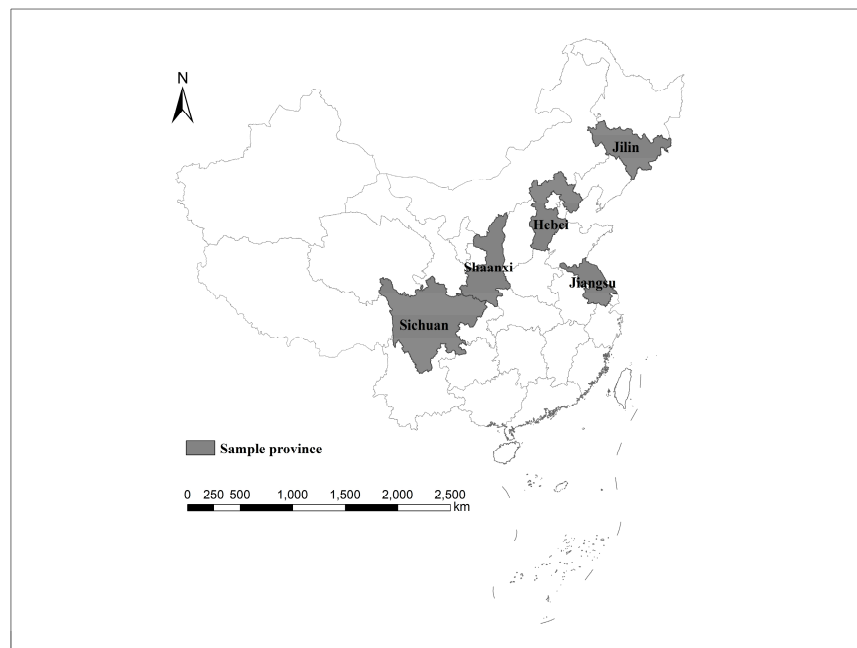 N
Jilin
Hebei
Shaanxi
Jiangsu
Sichuan
Sample province
0 250 500 1,000 1,500 2,000 2,500
km